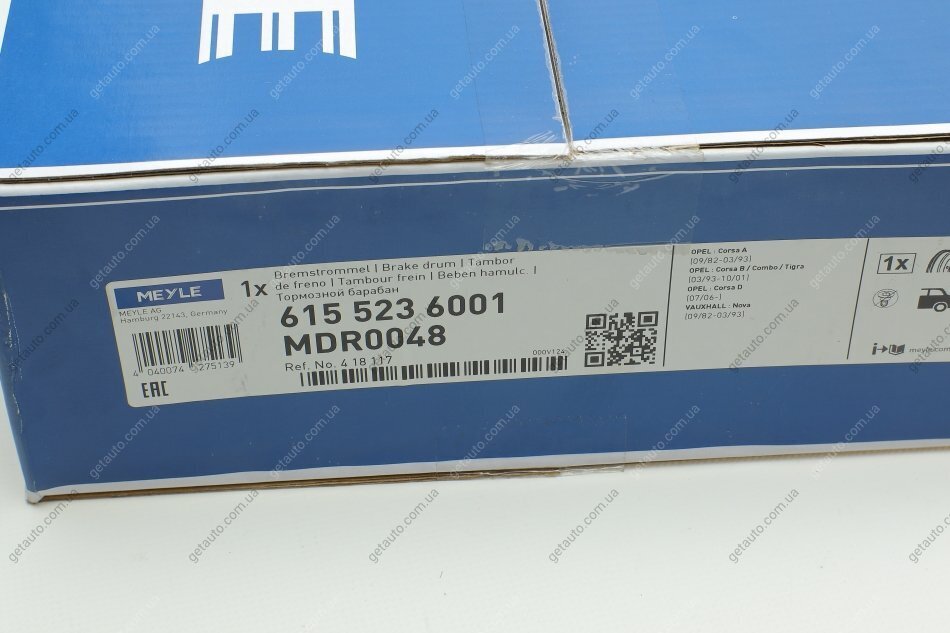 E
MEYLE
1x
Bremstrommel | Brake drum | Tambor
de freno | Tambour frein | Beben hamulc. |
Тормозной барабан
MEYLE AG
Hamburg 22143, Germany
615 523 6001
MDR0048
Ref. No. 4 18 117
000V124
4 040074 275139
EAC
OPEL : Corsa A
(09/82-03/93)
OPEL : Corsa B / Combo / Tigra
(03/93-10/01)
OPEL : Corsa D
(07/06-)
VAUXHALL : Nova
(09/82-03/93)
1x
meyle.com
getauto.com.ua